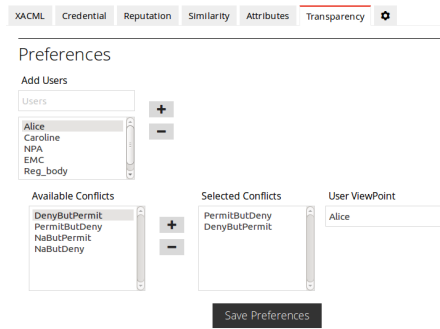 XACML Credential Reputation Similarity Attributes Transparency
Preferences
Add Users
Users
Alice
Caroline
NPA
EMC
Reg_body
Available Conflicts
DenyButPermit
PermitButDeny
NaButPermit
NaButDeny
Selected Conflicts
PermitButDeny
DenyButPermit
User ViewPoint
Alice
Save Preferences